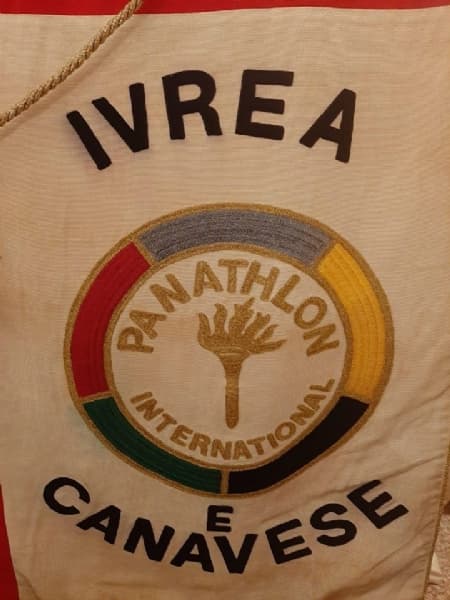 IVREA
PANATHLON
INTERNATIONAL
E
CANAVESE